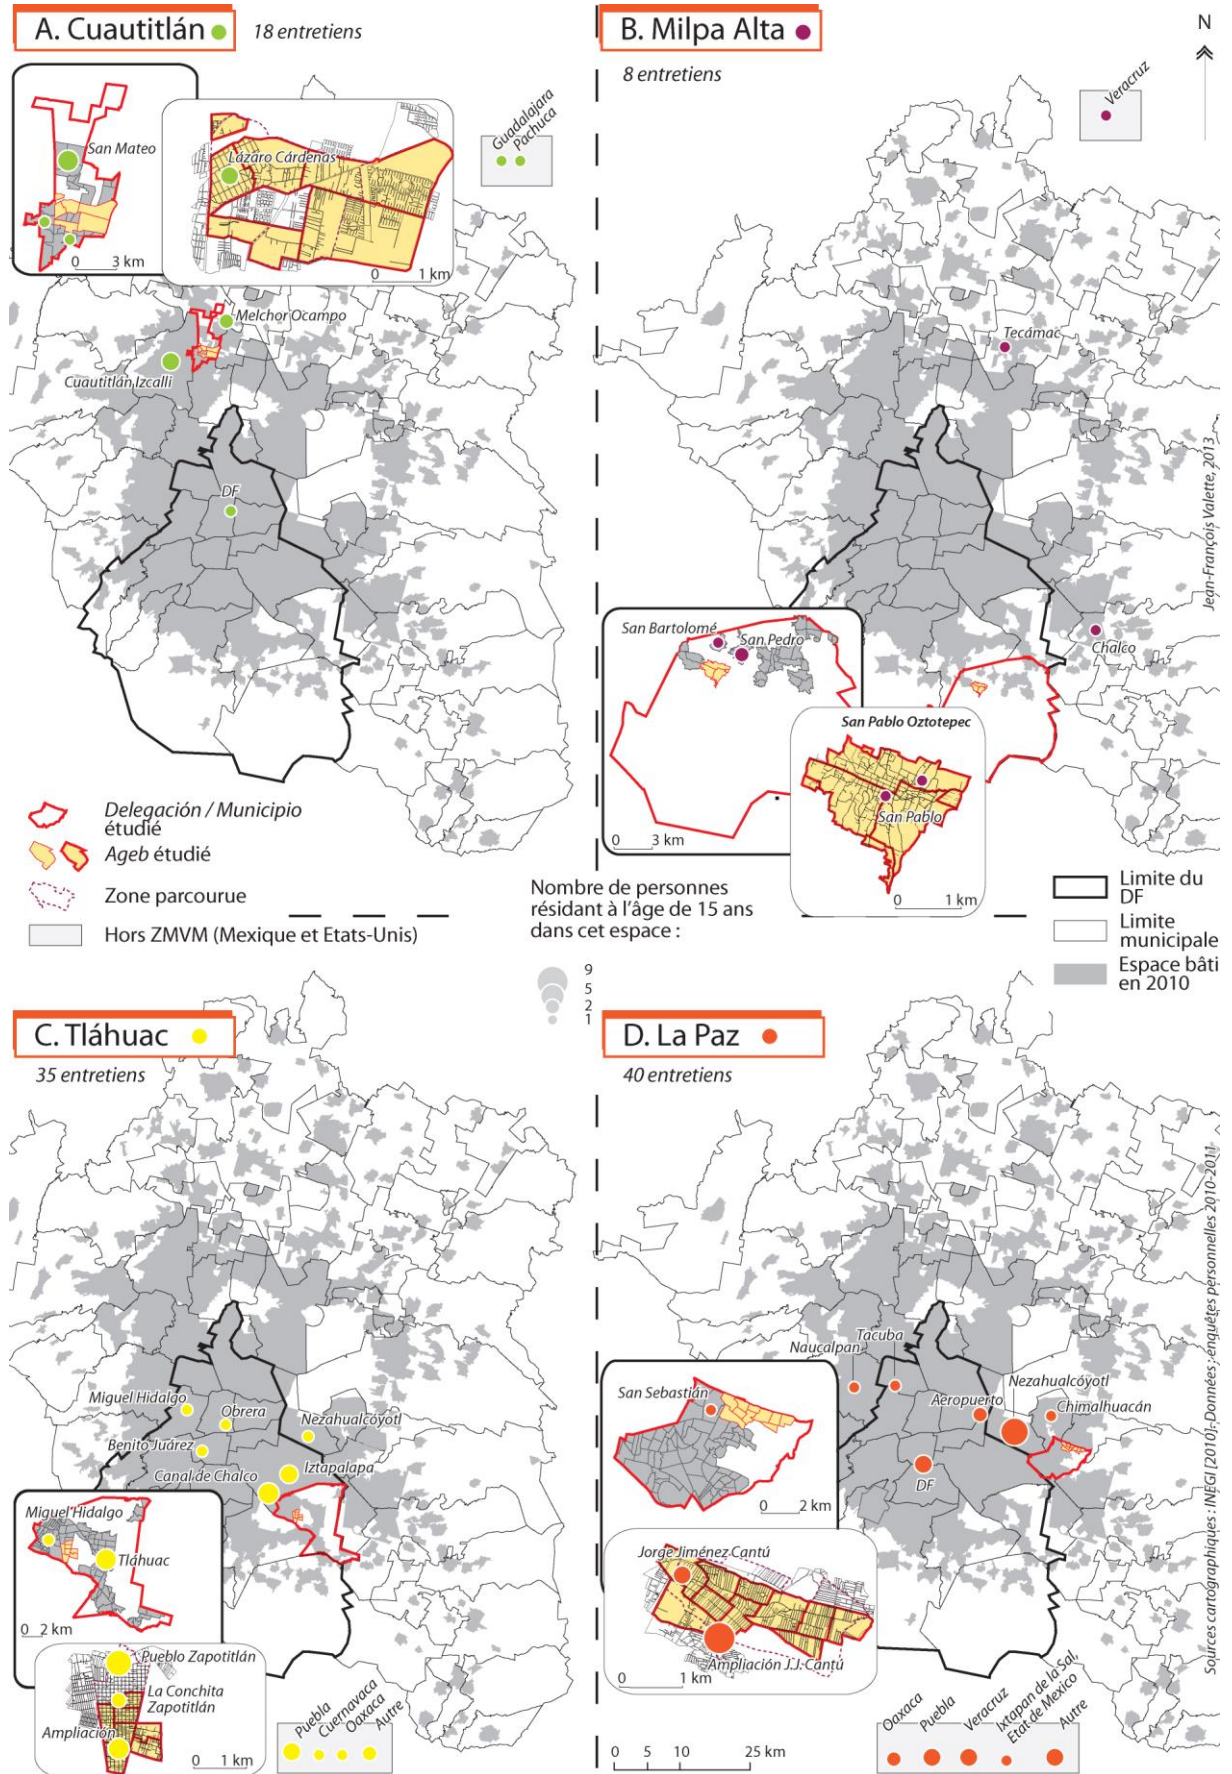 A. Cuautitlán
18 entretiens
San Mateo
0 3 km
Lázaro Cárdenas
0 1 km
Guadalajara
Pachuca
Melchor Ocampo
Cuautitlán Izcalli
DF
B. Milpa Alta
8 entretiens
N
Veracruz
Tecámac
Chalco
San Bartolomé
San Pedro
0 3 km
San Pablo Oztotepec
San Pablo
0 1 km
Jean-François Valette, 2013
Delegación / Municipio
étudié
Ageb étudié
Zone parcourue
Hors ZMVM (Mexique et Etats-Unis)
Nombre de personnes
résidant à l'âge de 15 ans
dans cet espace :
9
5
2
1
Limite du
DF
Limite
municipale
Espace bâti
en 2010
C. Tláhuac
35 entretiens
Miguel Hidalgo
Obrera
Nezahualcóyotl
Benito Juárez
Iztapalapa
Canal de Chalco
Miguel Hidalgo
Tláhuac
0 2 km
Pueblo Zapotitlán
La Conchita
Zapotitlán
Ampliación
0 1 km
Puebla
Cuernavaca
Oaxaca
Autre
D. La Paz
40 entretiens
Naucalpan
Tacuba
Aeropuerto
Nezahualcóyotl
Chimalhuacán
DF
San Sebastián
0 2 km
Jorge Jiménez Cantú
Ampliación J.J. Cantú
0 1 km
Oaxaca
Puebla
Veracruz
Ixtapan de la Sal,
Etat de Mexico
Autre
0 5 10 25 km
Sources cartographiques : INEGI [2010]; Données : enquêtes personnelles 2010-2011